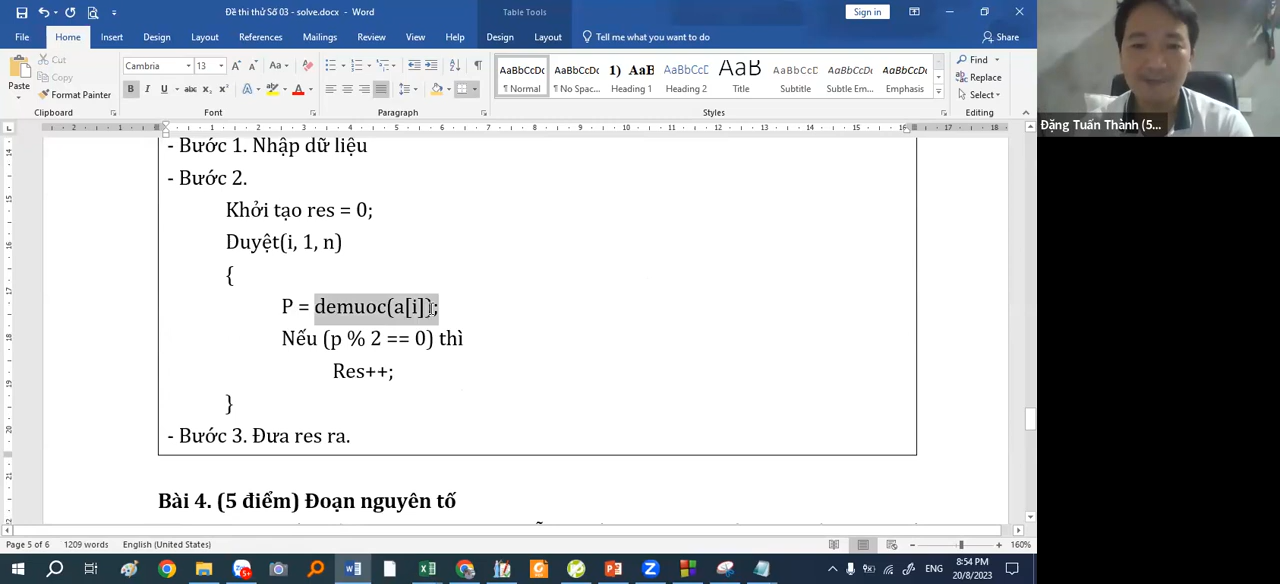 Đề thi thử Số 03 - solve.docx - Word
Table Tools
Sign in
File
Home
Insert
Design
Layout
References
Mailings
Review
View
Help
Design
Layout
Tell me what you want to do
Share
Paste
Cut
Copy
Format Painter
Clipboard
Cambria
13
Font
Paragraph
AaBbCcDc
¶ Normal
AaBbCcDc
¶ No Spac...
1) AaB
Heading 1
AaBbCcDc
Heading 2
AaB
Title
AaBbCcD
Subtitle
AaBbCcDc
Subtle Em...
AaBbCcDc
Emphasis
Styles
Find
Replace
Select
Editing
Đặng Tuấn Thành (5...
- Bước 1. Nhập dữ liệu
- Bước 2.
Khởi tạo res = 0;
Duyệt(i, 1, n)
{
P = demuoc(a[i]);
Nếu (p % 2 == 0) thì
Res++;
}
- Bước 3. Đưa res ra.
Bài 4. (5 điểm) Đoạn nguyên tố
Page 5 of 6
1209 words
English (United States)
160%
ENG
8:54 PM
20/8/2023